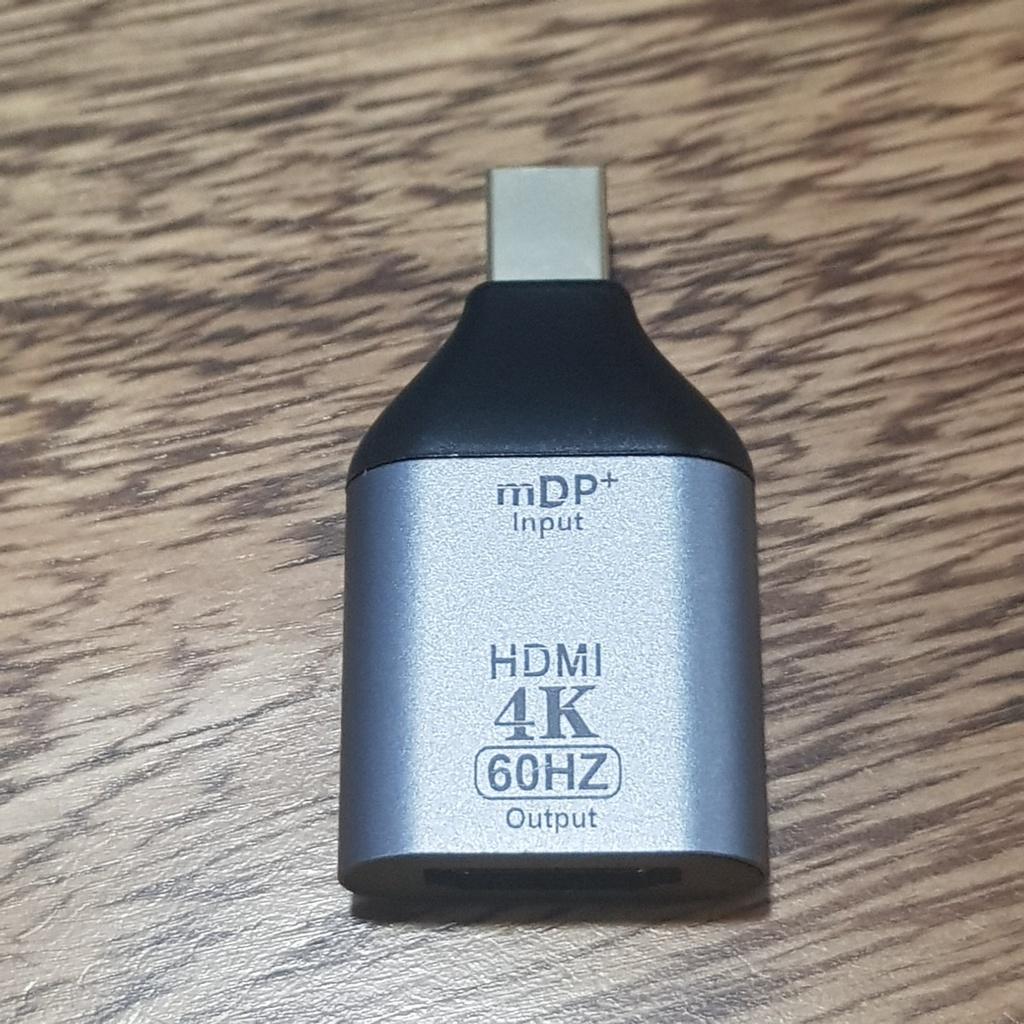 mDP+
Input
HDMI
4K
60HZ
Output